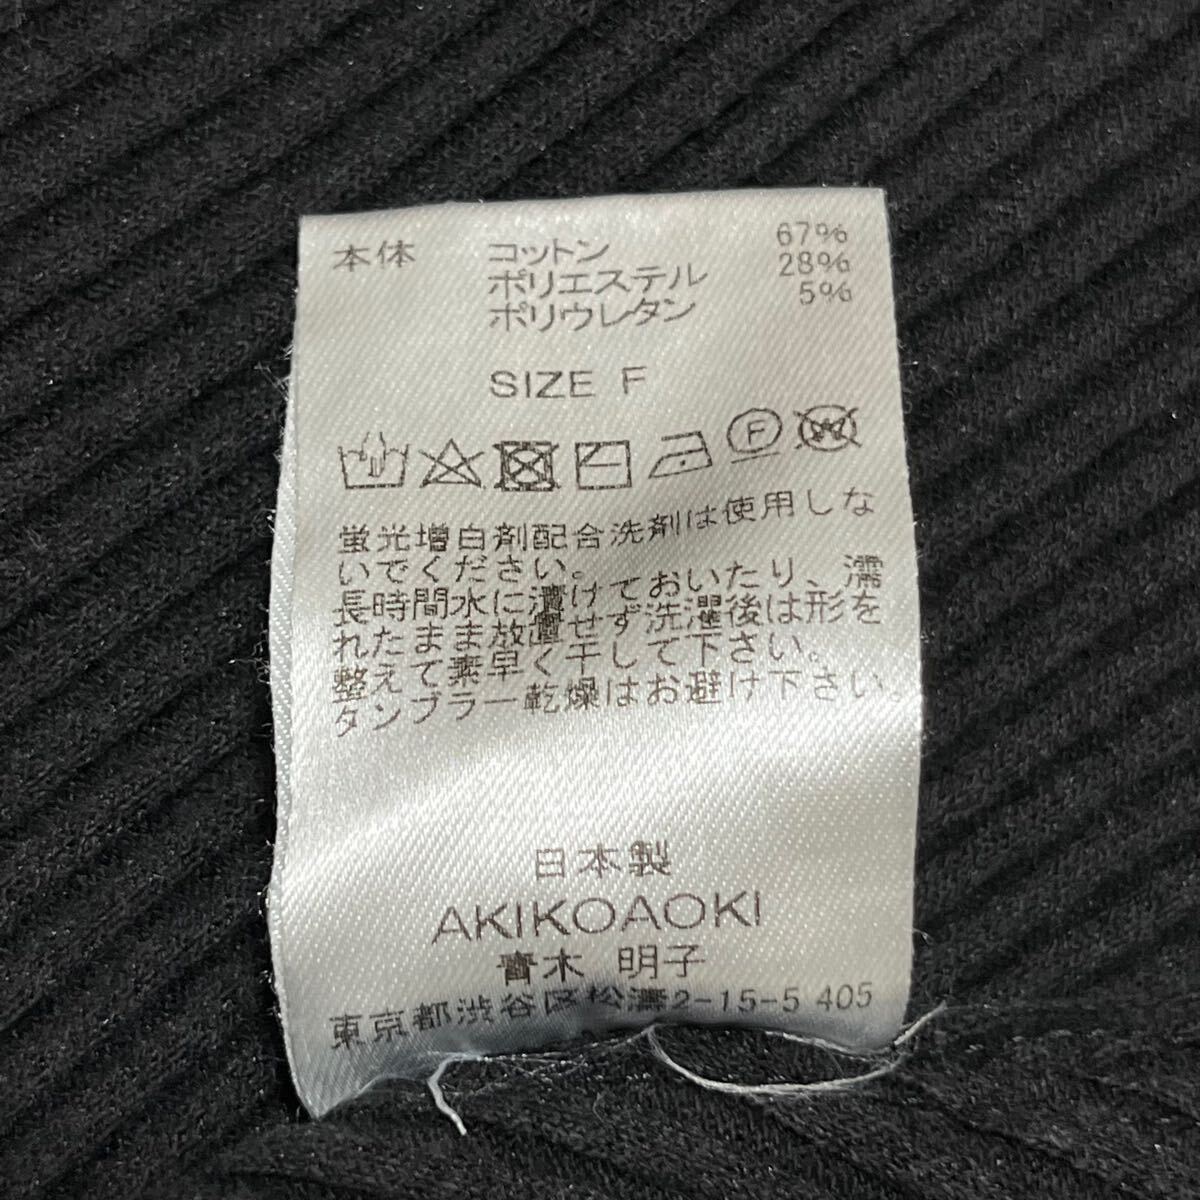 本体 コットン 67%
ポリエステル 28%
ポリウレタン 5%
SIZE F
F W
蛍光増白剤配合洗剤は使用しな
いでください。
長時間水に漬けておいたり、濡
れたまま放置せず洗濯後は形を
整えて素早く干して下さい。
タンブラー乾燥はお避け下さい。
日本製
AKIKOAOKI
青木 明子
東京都渋谷区松濤2-15-5 405